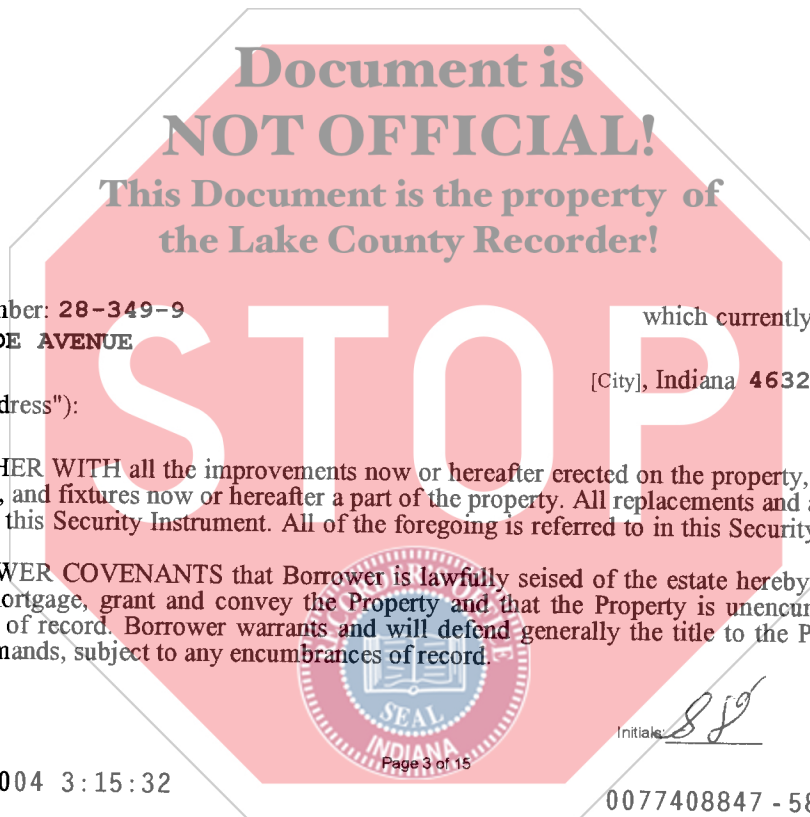 Document is
NOT OFFICIAL!
This Document is the property of
the Lake County Recorder!
nber: 28-349-9
which currently
DE AVENUE
[City], Indiana 4632
dress"):
STOP
HER WITH all the improvements now or hereafter erected on the property,
, and fixtures now or hereafter a part of the property. All replacements and a
this Security Instrument. All of the foregoing is referred to in this Security
WER COVENANTS that Borrower is lawfully seised of the estate hereby
ortgage, grant and convey the Property and that the Property is unencum
of record. Borrower warrants and will defend generally the title to the P
mands, subject to any encumbrances of record.
SEAL
INDIANA
Initials:
Page 3 of 15
004 3:15:32
0077408847 - 58